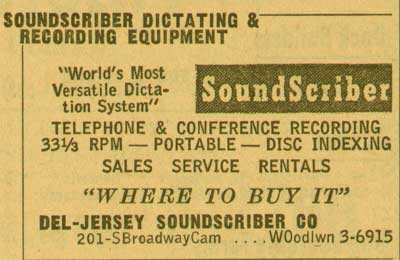 SOUNDSCRIBER DICTATING &
RECORDING EQUIPMENT
"World's Most
Versatile Dicta-
tion System"
SoundScriber
TELEPHONE & CONFERENCE RECORDING
33⅓ RPM — PORTABLE — DISC INDEXING
SALES SERVICE RENTALS
"WHERE TO BUY IT"
DEL-JERSEY SOUNDSCRIBER CO
201-SBroadwayCam .... WOodlwn 3-6915